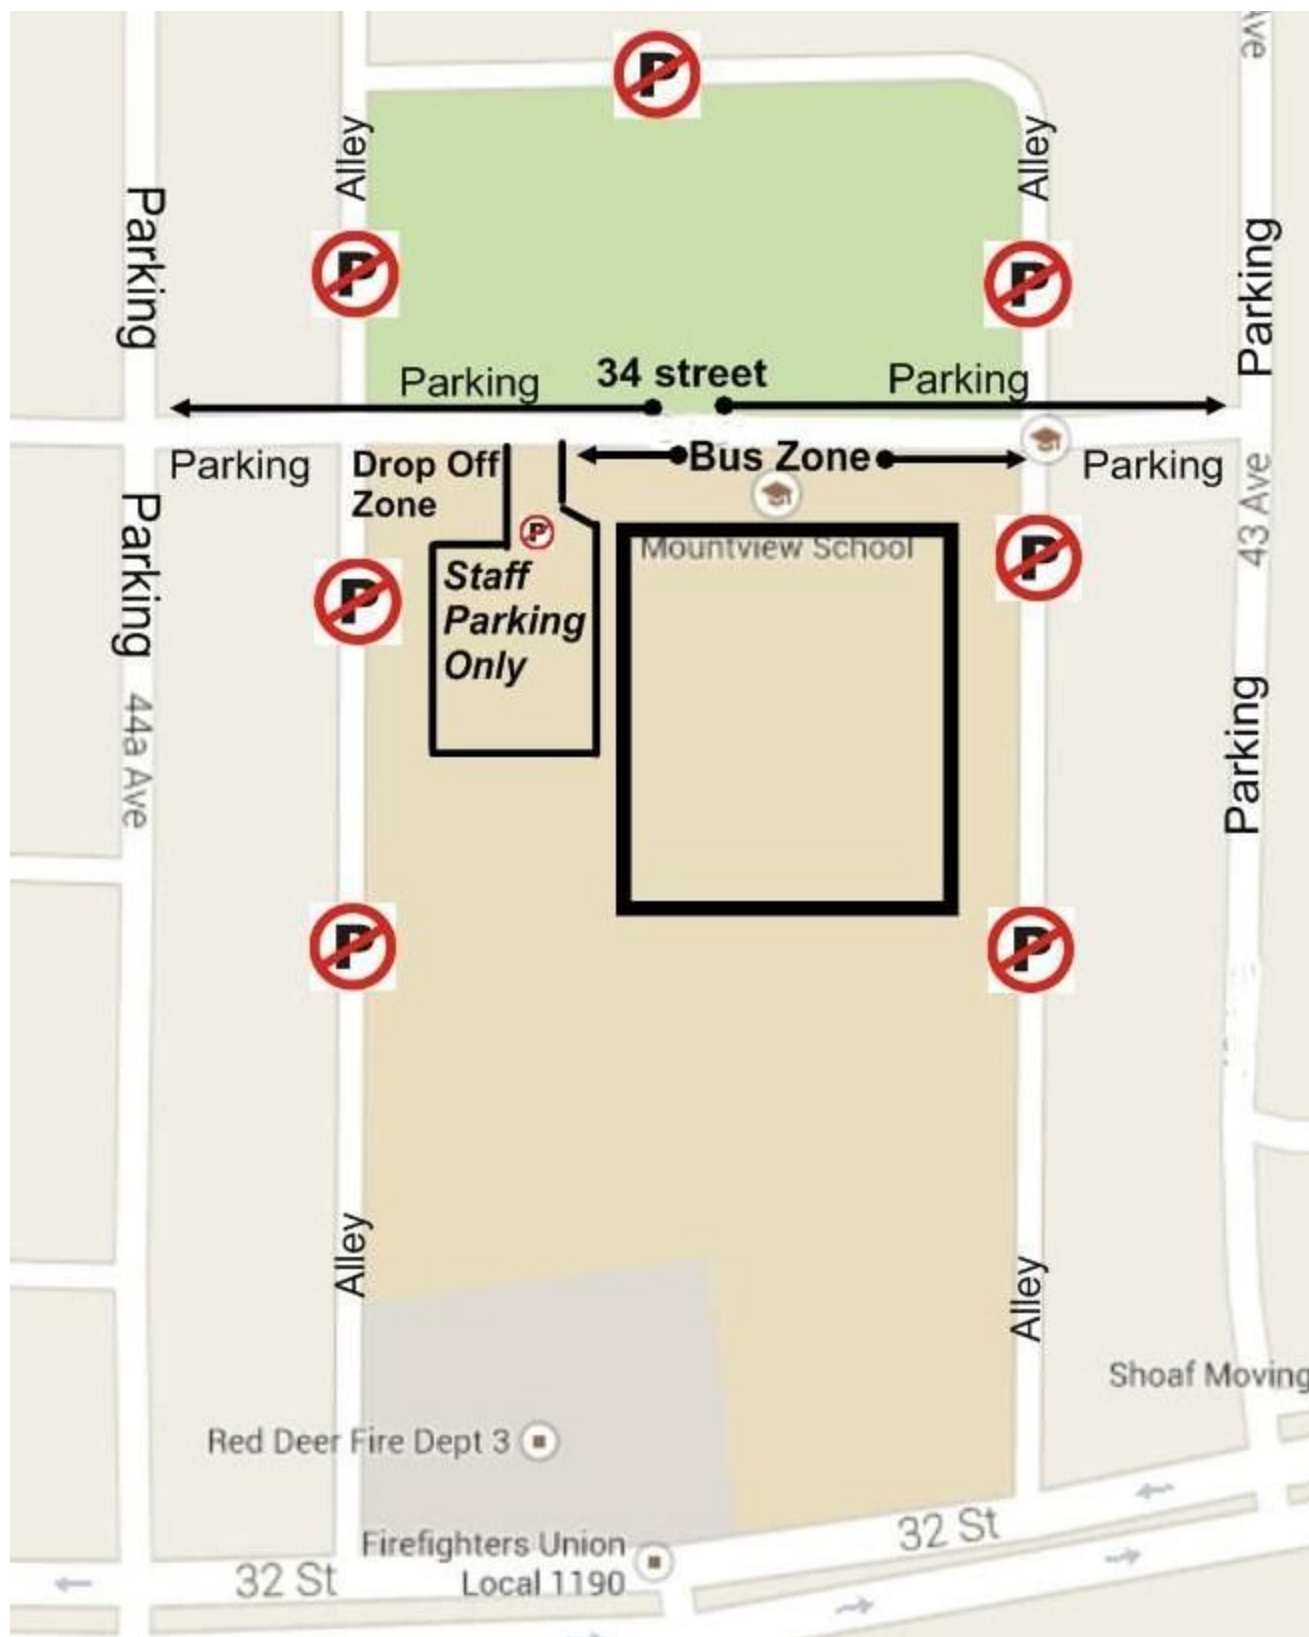 ave
P
Alley
Alley
Parking
Parking
P
P
34 street
Parking
Parking
Parking
Drop Off
Zone
Bus Zone
Parking
43 Ave
Parking
P
Mountview School
P
P
Staff
Parking
Only
Parking
44a Ave
P
P
Alley
Alley
Shoaf Moving
Red Deer Fire Dept 3
Firefighters Union
Local 1190
32 St
32 St